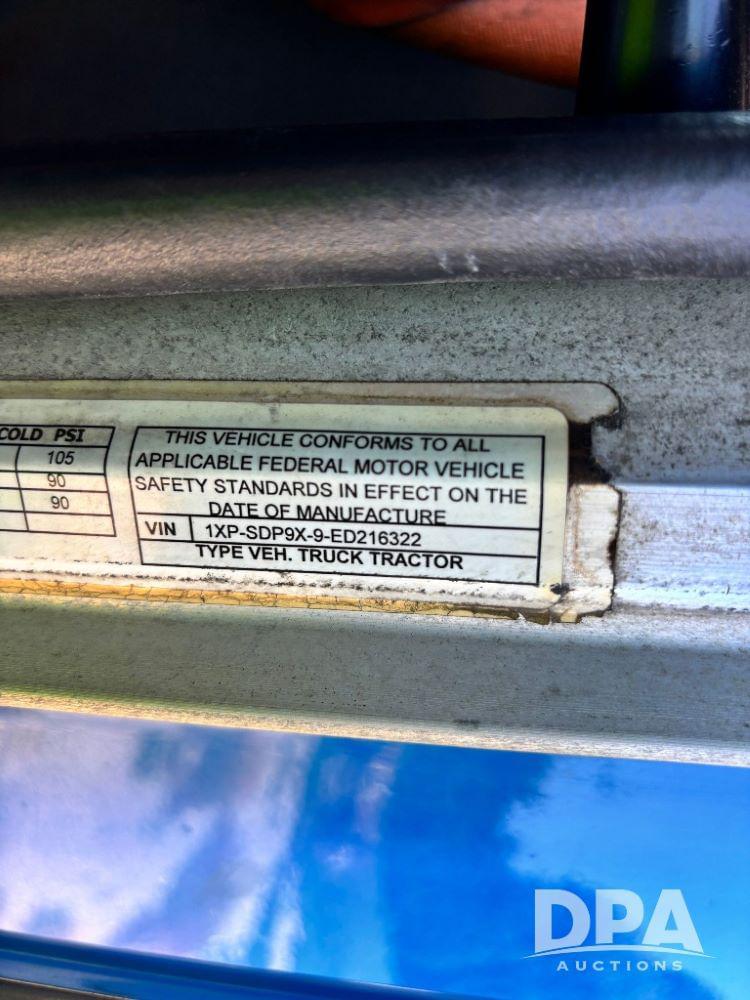 COLD PSI
105
90
90
THIS VEHICLE CONFORMS TO ALL
APPLICABLE FEDERAL MOTOR VEHICLE
SAFETY STANDARDS IN EFFECT ON THE
DATE OF MANUFACTURE
VIN 1XP-SDP9X-9-ED216322
TYPE VEH. TRUCK TRACTOR
DPA
AUCTIONS